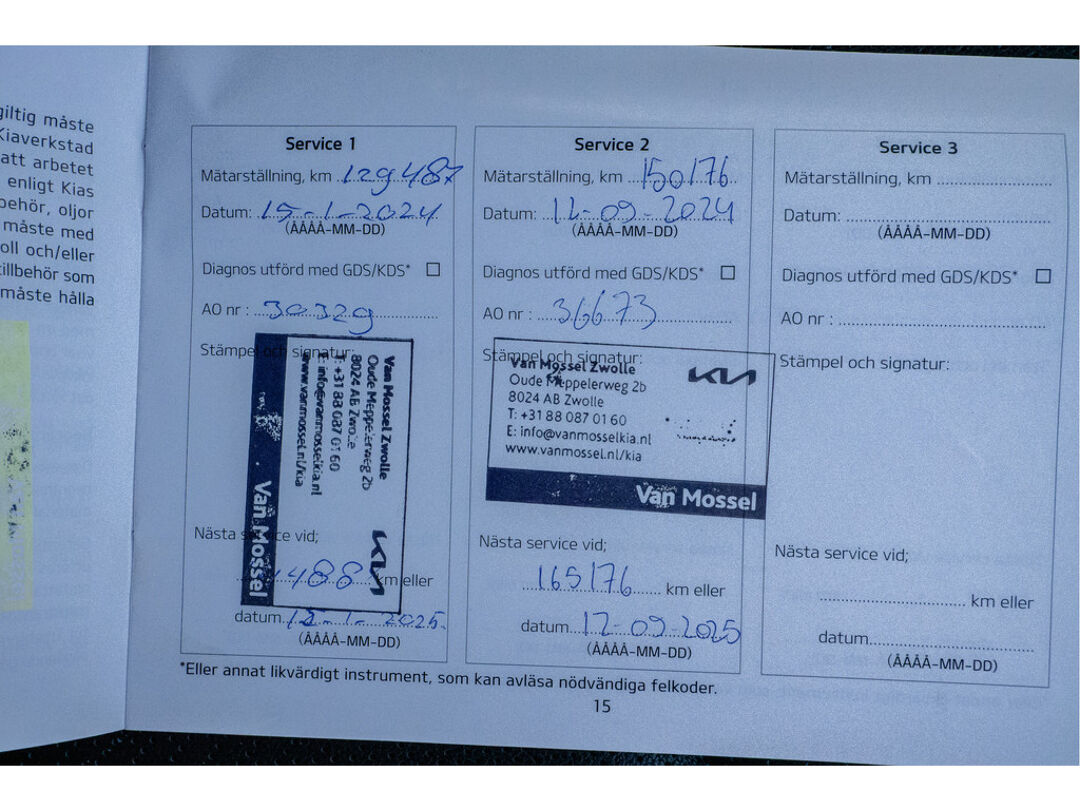 giltig måste
Kiaverkstad
att arbetet
enligt Kias
behör, oljor
måste med
oll och/eller
tillbehör som
måste hålla
Service 1
Mätarställning, km 129487
Datum: 15-1-2024
(ÅÅÅÅ-MM-DD)
Diagnos utförd med GDS/KDS*
AO nr : 30329
Stämpel och signatur:
Van Mossel Zwolle
Oude Meppelerweg 2b
8024 AB Zwolle
T: +31 88 087 01 60
E: info@vanmosselkia.nl
www.vanmossel.nl/kia
KIA
Van Mossel
Nästa service vid;
488 km eller
datum 15-1-2025
(ÅÅÅÅ-MM-DD)
Service 2
Mätarställning, km 150176
Datum: 12-09-2024
(ÅÅÅÅ-MM-DD)
Diagnos utförd med GDS/KDS*
AO nr : 36673
Stämpel och signatur:
Van Mossel Zwolle
Oude Meppelerweg 2b
8024 AB Zwolle
T: +31 88 087 01 60
E: info@vanmosselkia.nl
www.vanmossel.nl/kia
KIA
Van Mossel
Nästa service vid;
165176 km eller
datum 12-09-2025
(ÅÅÅÅ-MM-DD)
Service 3
Mätarställning, km
Datum:
(ÅÅÅÅ-MM-DD)
Diagnos utförd med GDS/KDS*
AO nr :
Stämpel och signatur:
Nästa service vid;
km eller
datum
(ÅÅÅÅ-MM-DD)
*Eller annat likvärdigt instrument, som kan avläsa nödvändiga felkoder.
15